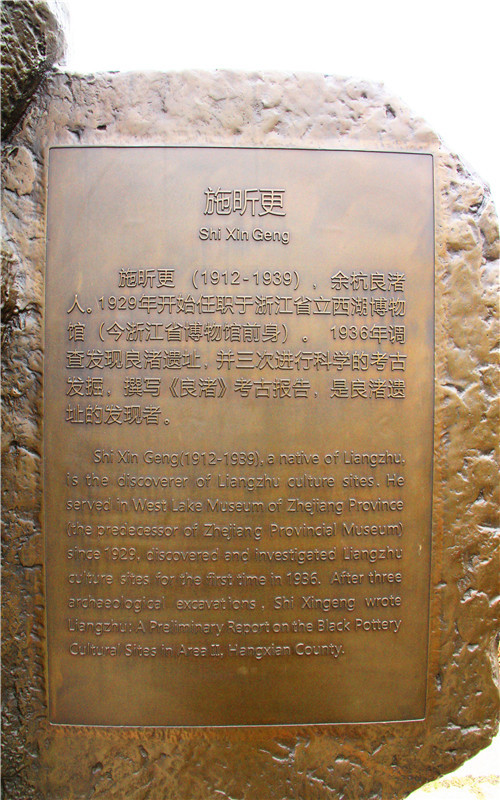 施昕更
Shi Xin Geng
施昕更 （1912-1939），余杭良渚
人。1929年开始任职于浙江省立西湖博物
馆（今浙江省博物馆前身）。 1936年调
查发现良渚遗址，并三次进行科学的考古
发掘，撰写《良渚》考古报告，是良渚遗
址的发现者。
Shi Xin Geng(1912-1939), a native of Liangzhu,
is the discoverer of Liangzhu culture sites. He
served in West Lake Museum of Zhejiang Province
(the predecessor of Zhejiang Provincial Museum)
since 1929, discovered and investigated Liangzhu
culture sites for the first time in 1936. After three
archaeological excavations, Shi Xingeng wrote
Liangzhu: A Preliminary Report on the Black Pottery
Cultural Sites in Area II, Hangxian County.